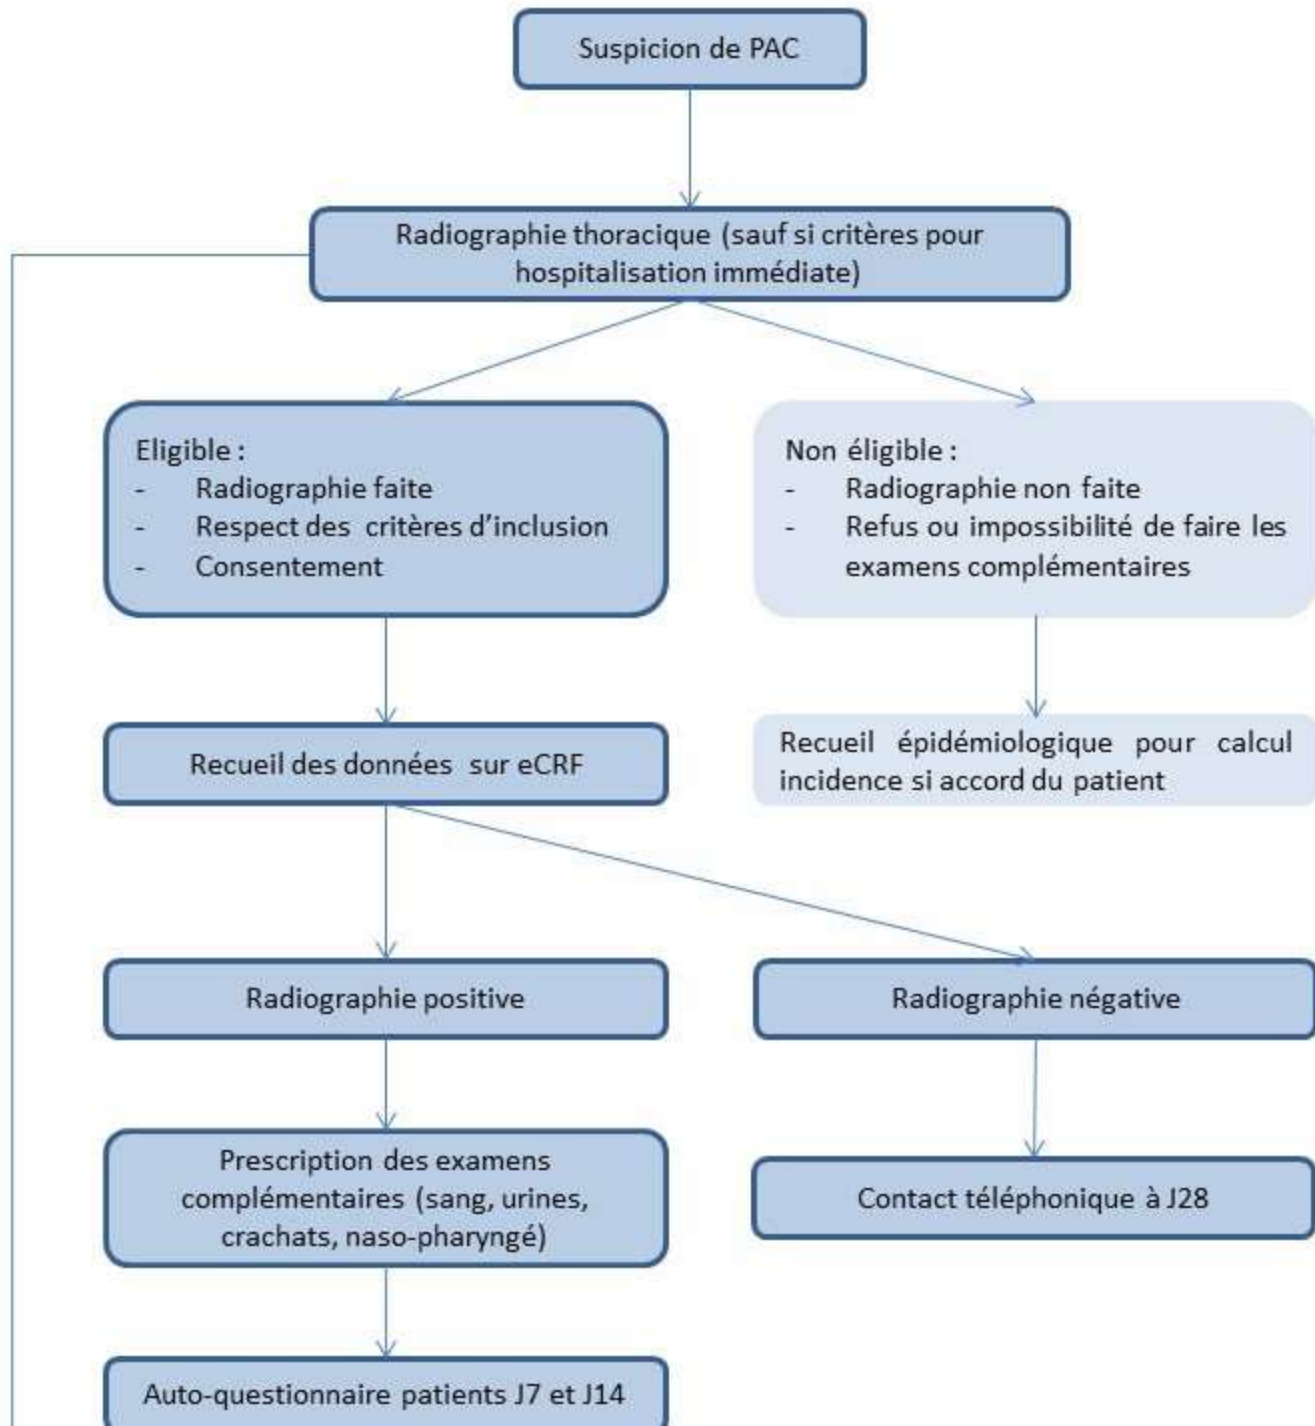 Suspicion de PAC
Radiographie thoracique (sauf si critères pour
hospitalisation immédiate)
Eligible :
- Radiographie faite
- Respect des critères d'inclusion
- Consentement
Non éligible :
- Radiographie non faite
- Refus ou impossibilité de faire les
examens complémentaires
Recueil des données sur eCRF
Recueil épidémiologique pour calcul
incidence si accord du patient
Radiographie positive
Radiographie négative
Prescription des examens
complémentaires (sang, urines,
crachats, naso-pharyngé)
Contact téléphonique à J28
Auto-questionnaire patients J7 et J14